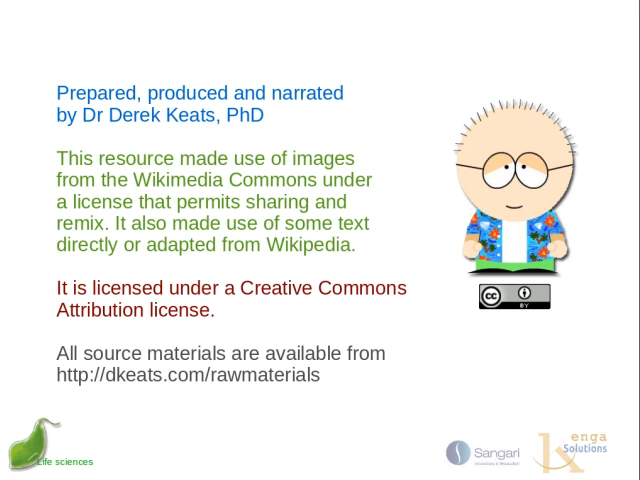 Prepared, produced and narrated
by Dr Derek Keats, PhD
This resource made use of images
from the Wikimedia Commons under
a license that permits sharing and
remix. It also made use of some text
directly or adapted from Wikipedia.
It is licensed under a Creative Commons
Attribution license.
All source materials are available from
http://dkeats.com/rawmaterials
cc
BY
Life sciences
Sangari
k enga
Solutions